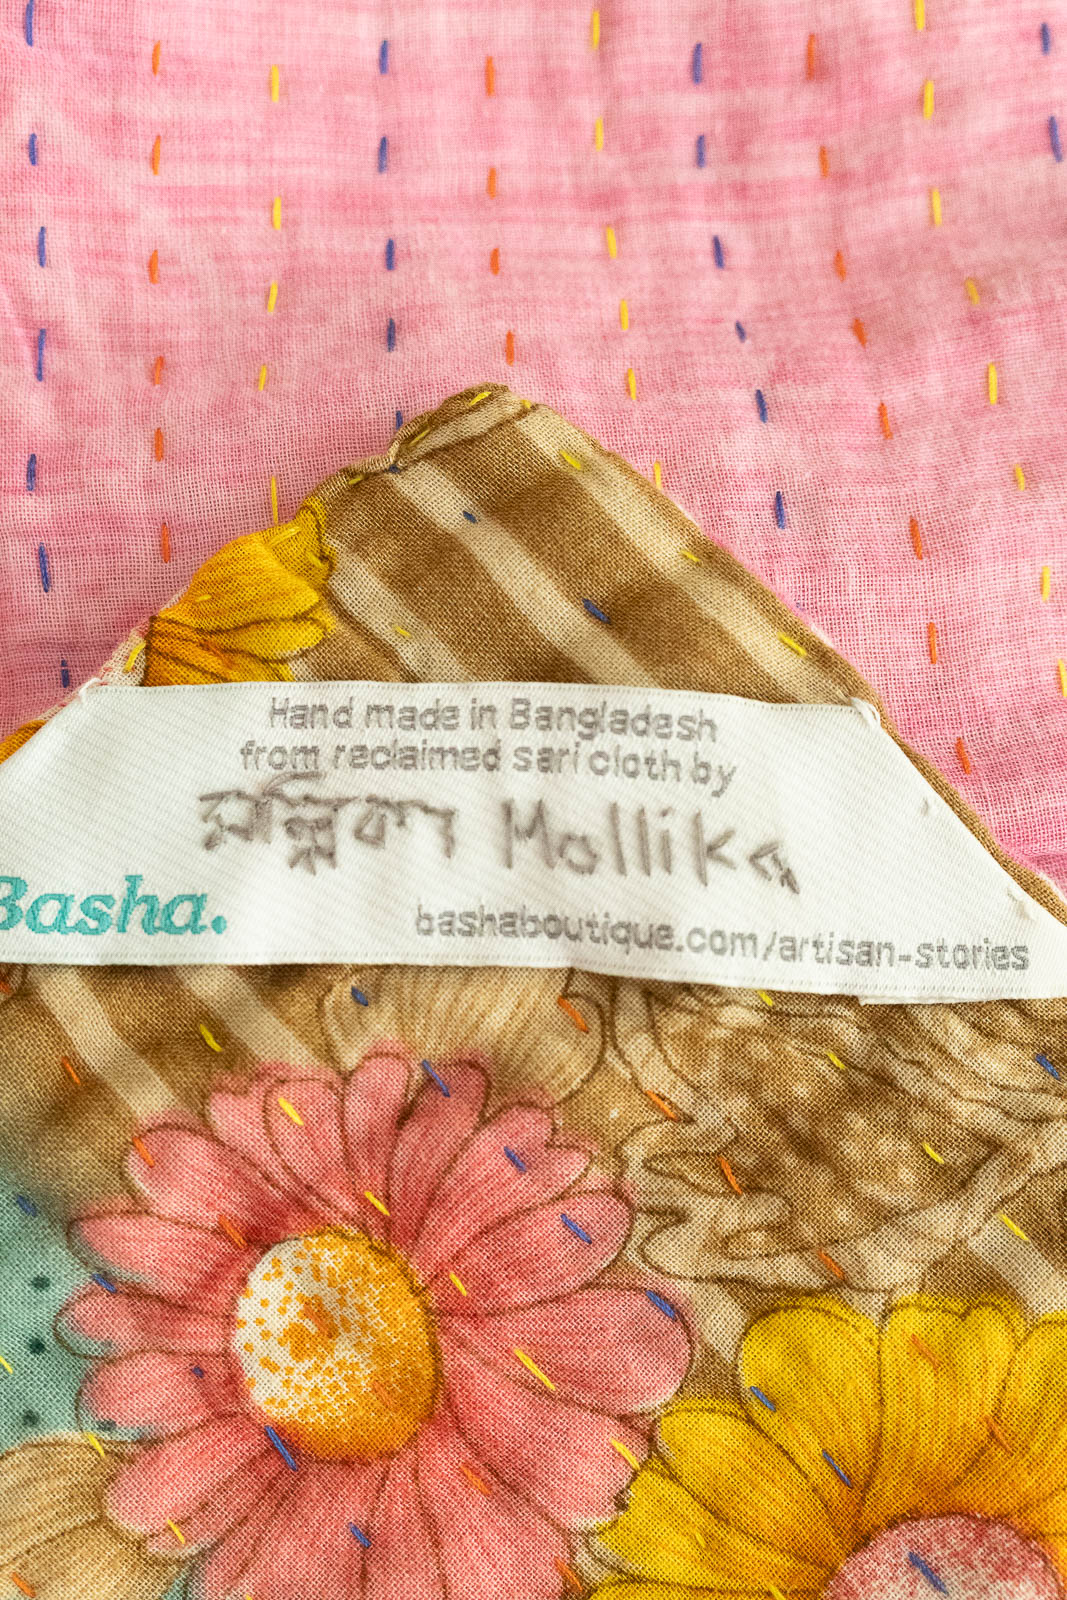 Hand made in Bangladesh
from reclaimed sari cloth by
মল্লিকা Mollika
Basha.
bashaboutique.com/artisan-stories